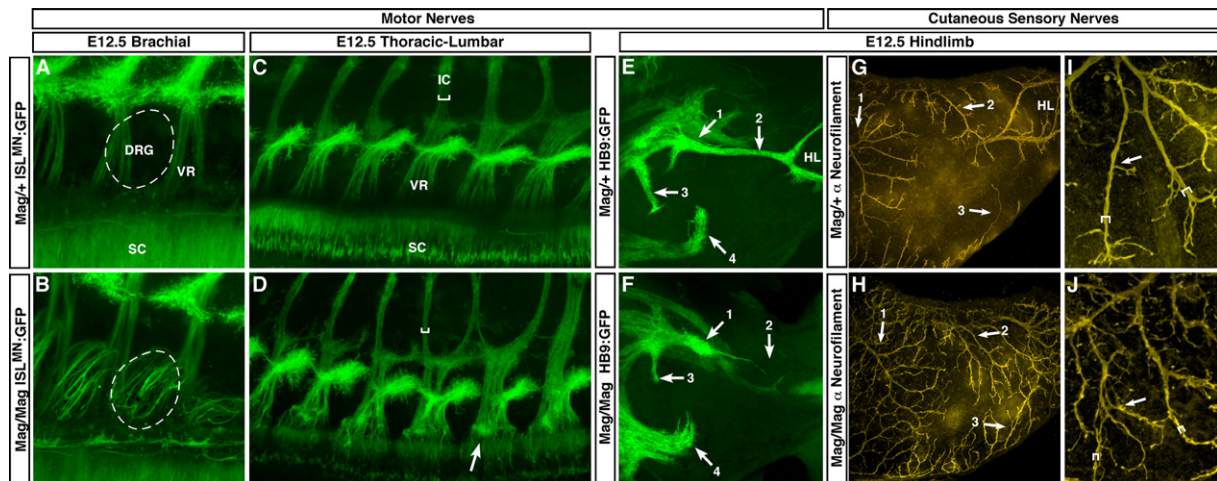 Motor Nerves
Cutaneous Sensory Nerves
E12.5 Brachial
E12.5 Thoracic-Lumbar
E12.5 Hindlimb
Mag/+ ISL^MN:GFP
A
DRG
VR
SC
C
IC
VR
SC
Mag/+ HB9:GFP
E
1
2
3
4
HL
Mag/+ α Neurofilament
G
1
2
3
HL
I
Mag/Mag ISL^MN:GFP
B
D
Mag/Mag HB9:GFP
F
1
2
3
4
Mag/Mag α Neurofilament
H
1
2
3
J